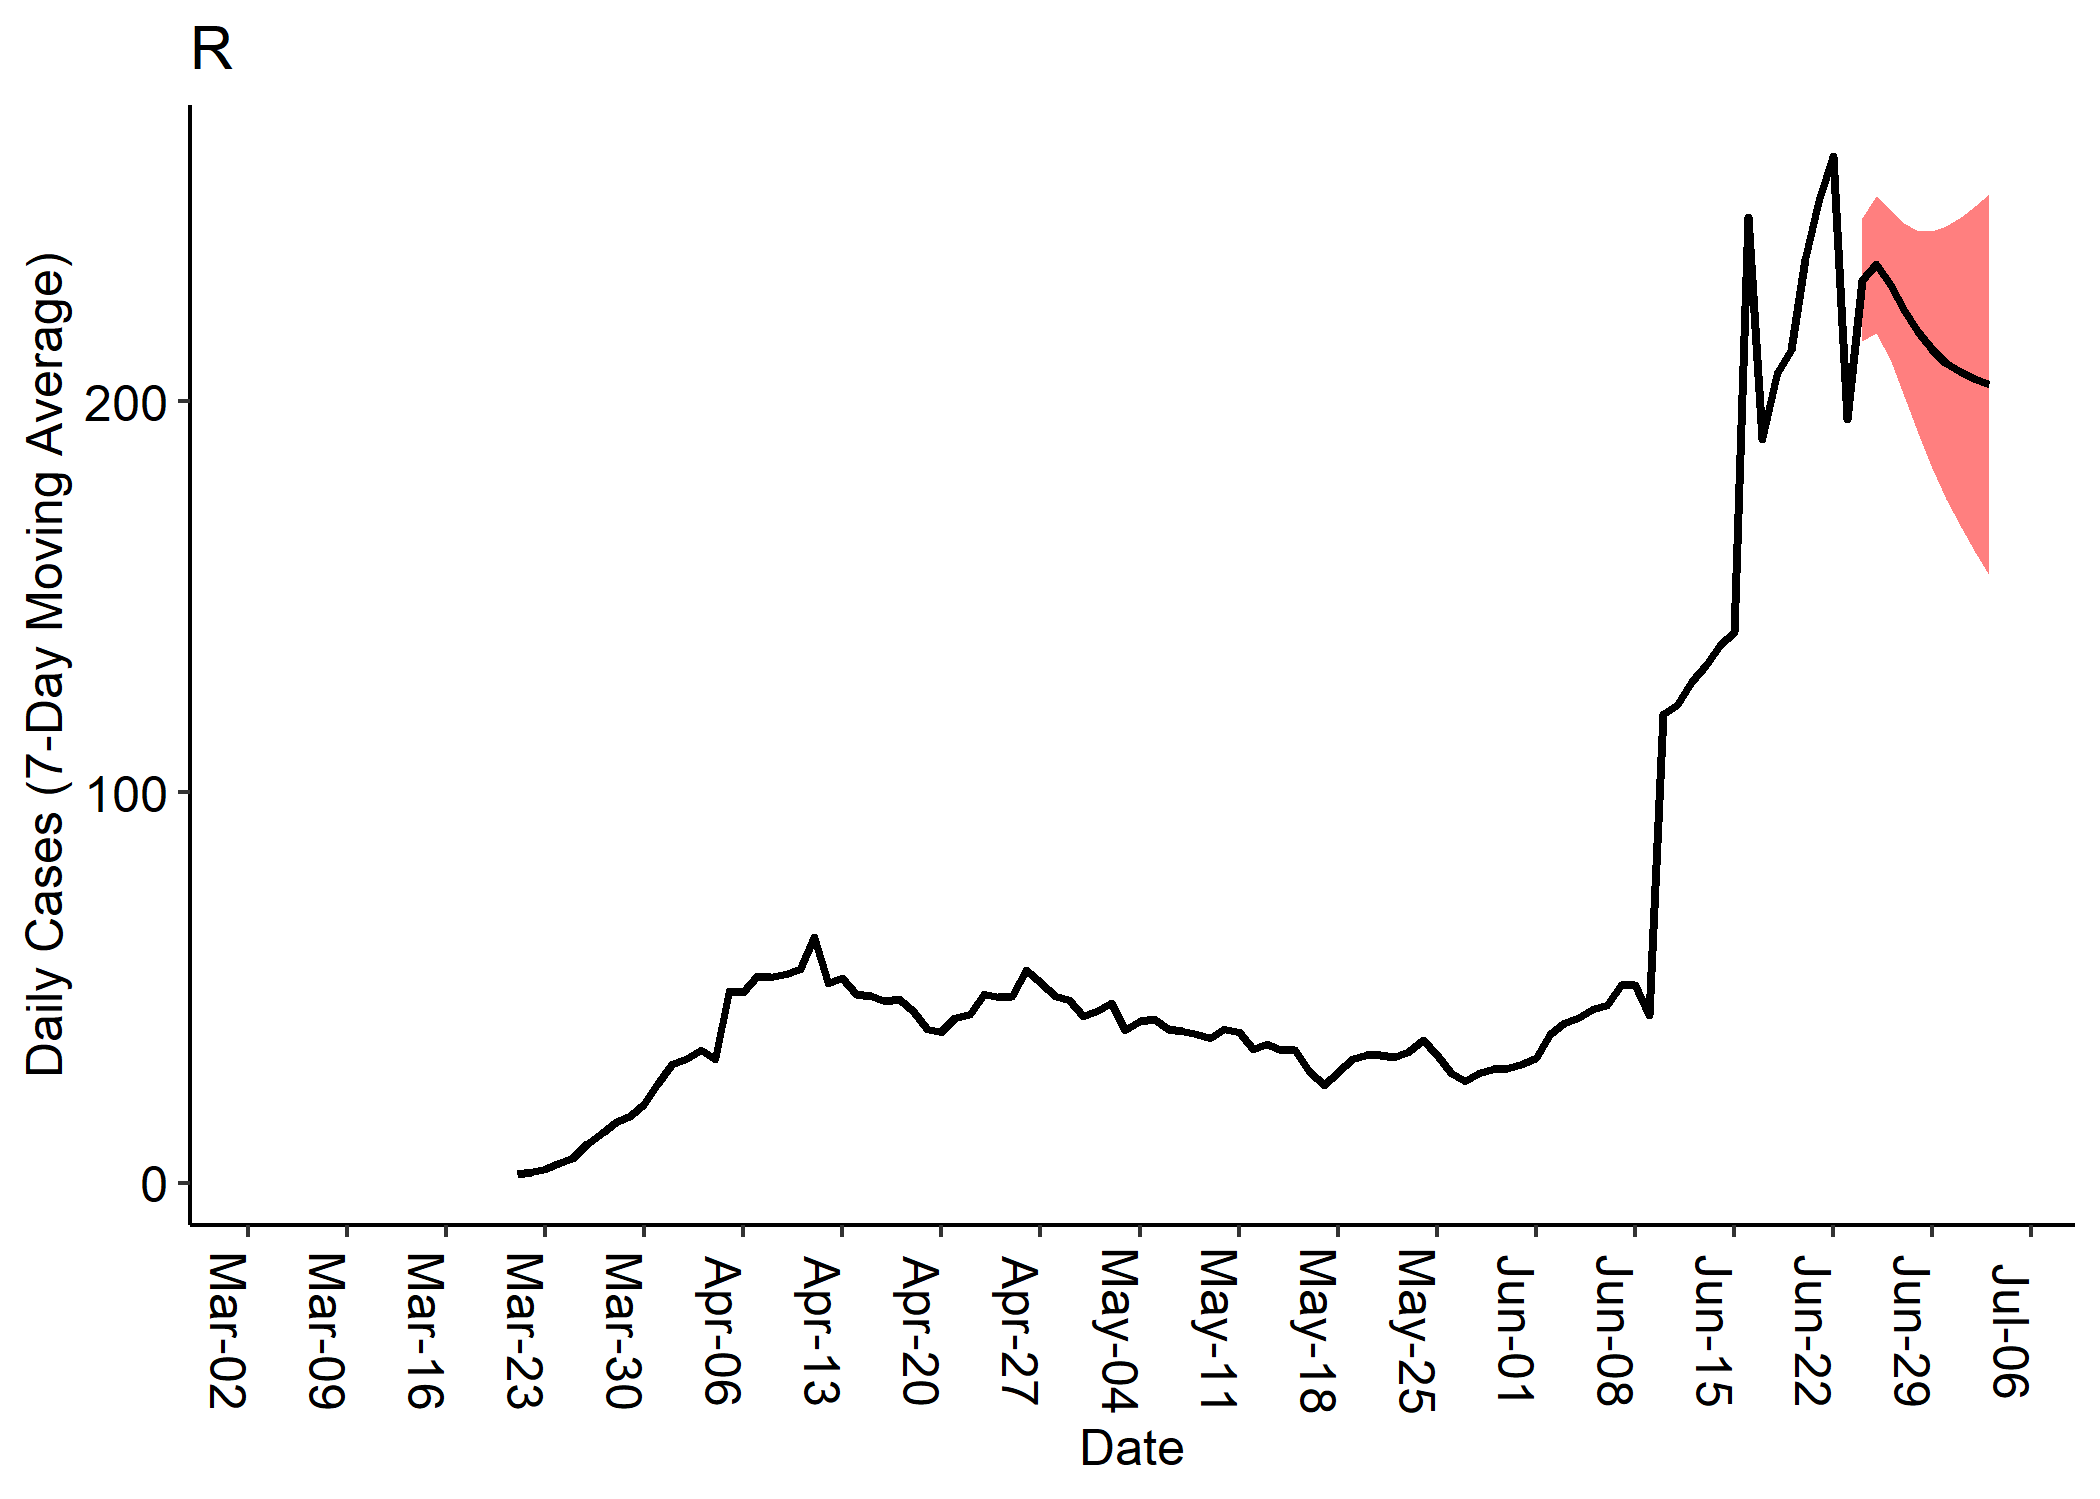 R
Daily Cases (7-Day Moving Average)
200
100
0
Mar-02
Mar-09
Mar-16
Mar-23
Mar-30
Apr-06
Apr-13
Apr-20
Apr-27
May-04
May-11
May-18
May-25
Jun-01
Jun-08
Jun-15
Jun-22
Jun-29
Jul-06
Date